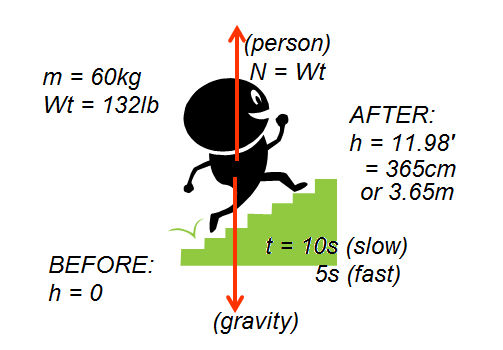 (person)
N = Wt
m = 60kg
Wt = 132lb
AFTER:
h = 11.98'
= 365cm
or 3.65m
t = 10s (slow)
5s (fast)
BEFORE:
h = 0
(gravity)